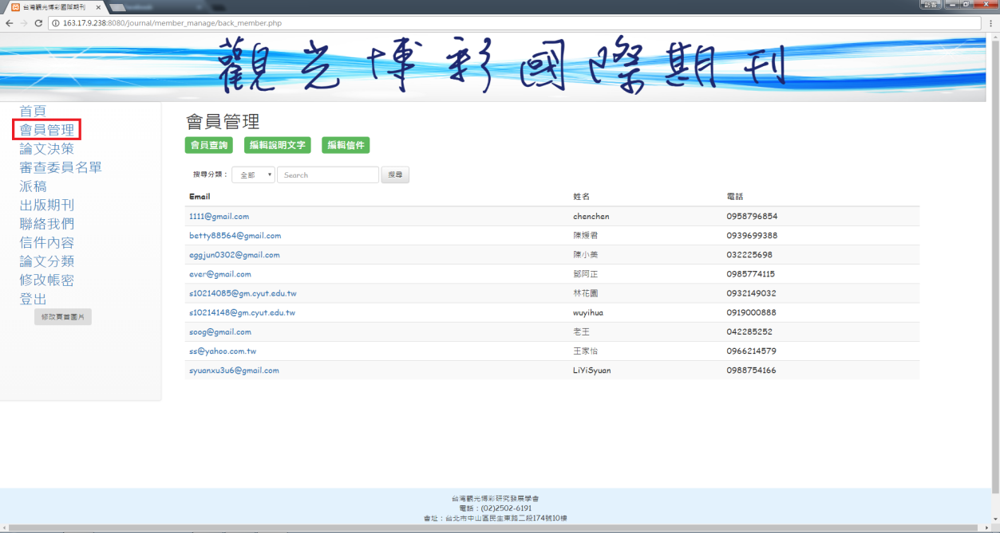 台灣觀光博彩國際期刊
訪客
163.17.9.238:8080/journal/member_manage/back_member.php
觀光博彩國際期刊
首頁
會員管理
論文決策
審查委員名單
派稿
出版期刊
聯絡我們
信件內容
論文分類
修改帳密
登出
修改頁首圖片
會員管理
會員查詢 編輯說明文字 編輯信件
搜尋分類： 全部 Search 搜尋
Email 姓名 電話
1111@gmail.com chenchen 0958796854
betty88564@gmail.com 陳媛君 0939699388
eggjun0302@gmail.com 陳小美 032225698
ever@gmail.com 鄧阿正 0985774115
s10214085@gm.cyut.edu.tw 林花園 0932149032
s10214148@gm.cyut.edu.tw wuyihua 0919000888
soog@gmail.com 老王 042285252
ss@yahoo.com.tw 王家怡 0966214579
syuanxu3u6@gmail.com LiYiSyuan 0988754166
台灣觀光博彩研究發展學會
電話：(02)2502-6191
會址：台北市中山區民生東路二段174號10樓